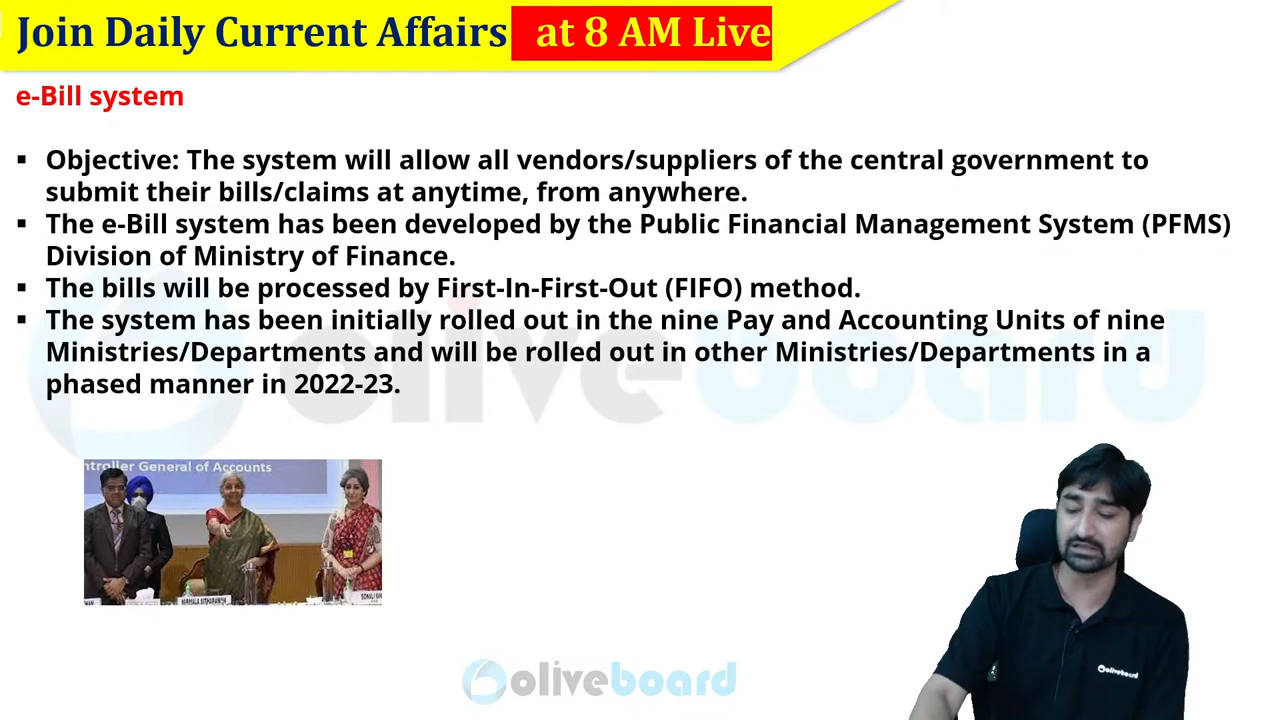 Join Daily Current Affairs at 8 AM Live
e-Bill system
▪ Objective: The system will allow all vendors/suppliers of the central government to
submit their bills/claims at anytime, from anywhere.
▪ The e-Bill system has been developed by the Public Financial Management System (PFMS)
Division of Ministry of Finance.
▪ The bills will be processed by First-In-First-Out (FIFO) method.
▪ The system has been initially rolled out in the nine Pay and Accounting Units of nine
Ministries/Departments and will be rolled out in other Ministries/Departments in a
phased manner in 2022-23.
oliveboard
ntroller General of Accounts
NIRMALA SITHARAMAN
SONALI
oliveboard
oliveboard